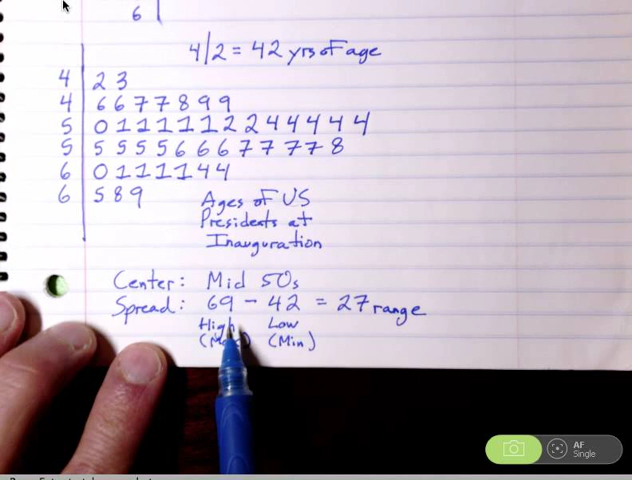 6
4/2 = 42 yrs of age
4 | 2 3
4 | 6 6 7 7 8 9 9
5 | 0 1 1 1 1 1 2 2 4 4 4 4 4
5 | 5 5 5 5 6 6 6 7 7 7 7 8
6 | 0 1 1 1 1 4 4
6 | 5 8 9
Ages of US
Presidents at
Inauguration
Center: Mid 50s
Spread: 69 - 42 = 27 range
High Low
(Min)
AF
Single